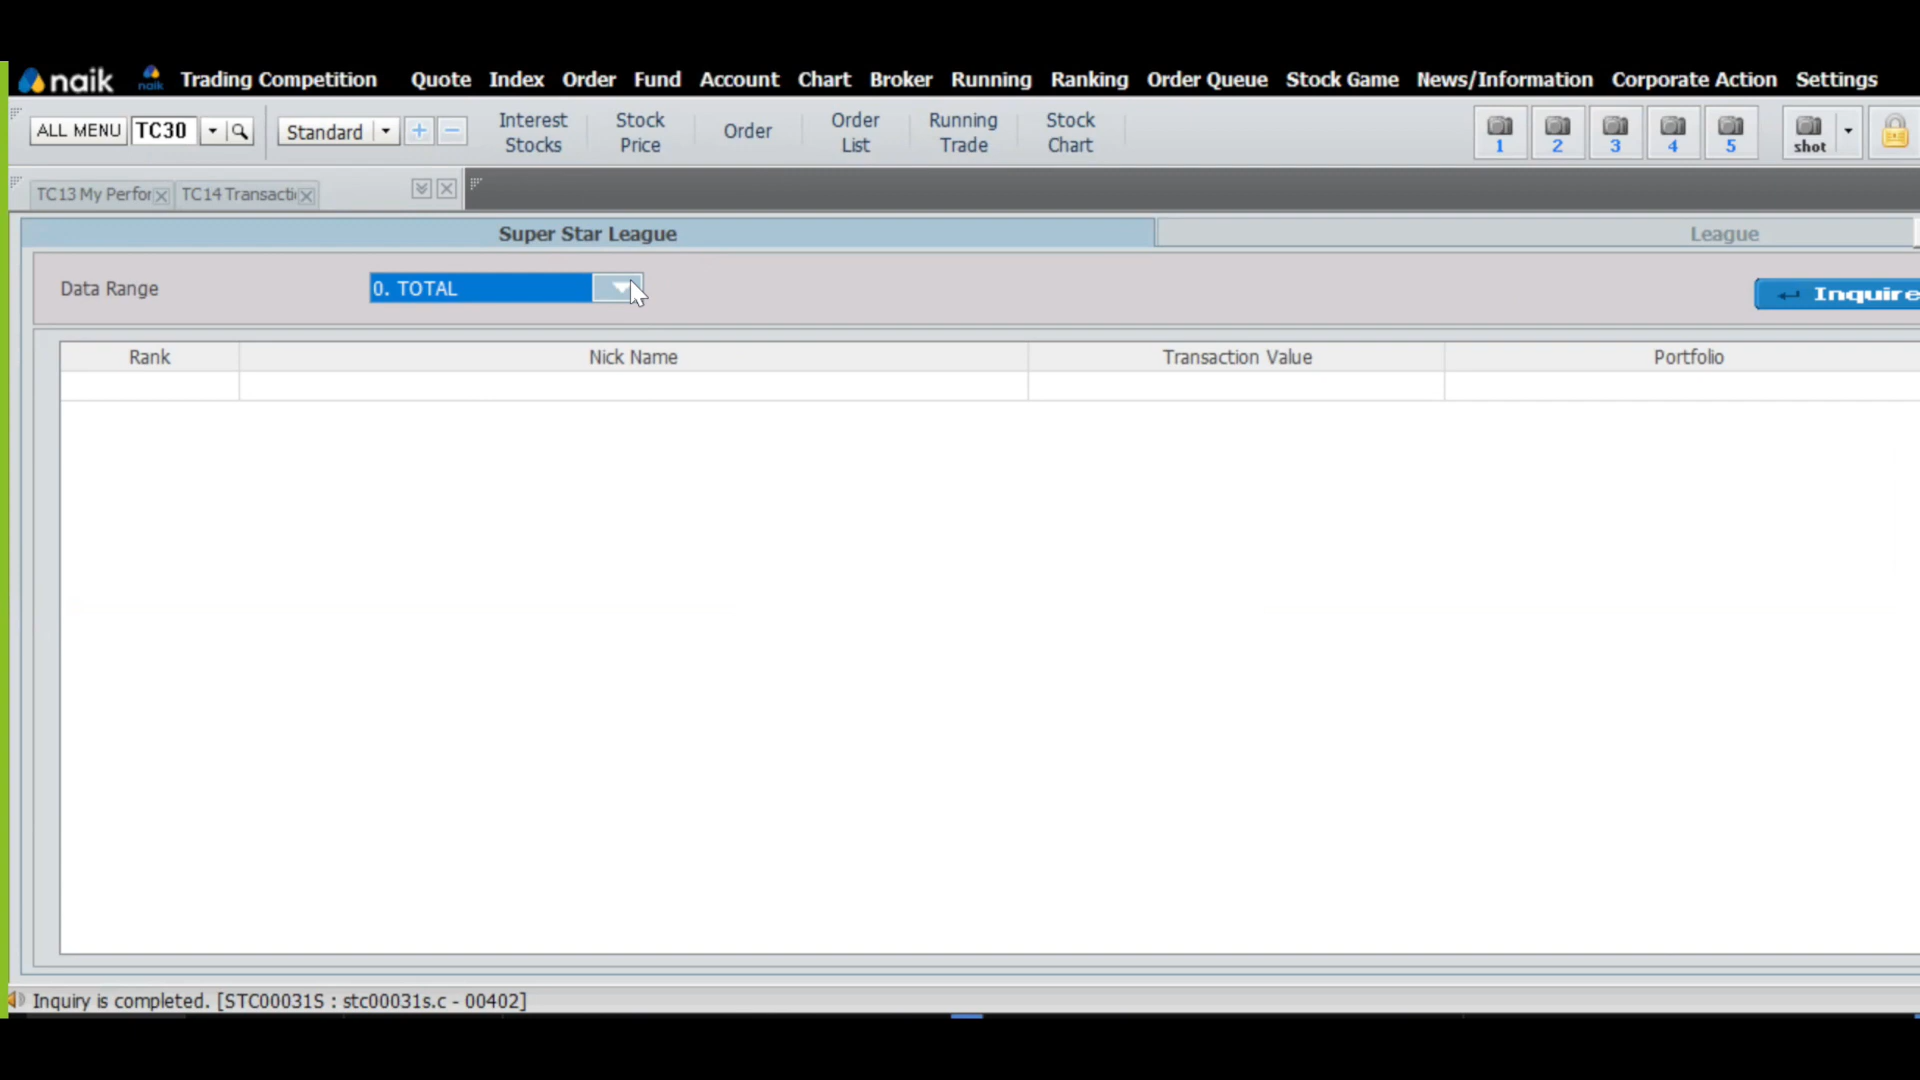 naik naik Trading Competition Quote Index Order Fund Account Chart Broker Running Ranking Order Queue Stock Game News/Information Corporate Action Settings
ALL MENU TC30 Standard + −
Interest Stocks
Stock Price
Order
Order List
Running Trade
Stock Chart
1 2 3 4 5 shot
TC13 My Perfor TC14 Transacti
Super Star League League
Data Range 0. TOTAL Inquire
Rank Nick Name Transaction Value Portfolio
Inquiry is completed. [STC00031S : stc00031s.c - 00402]